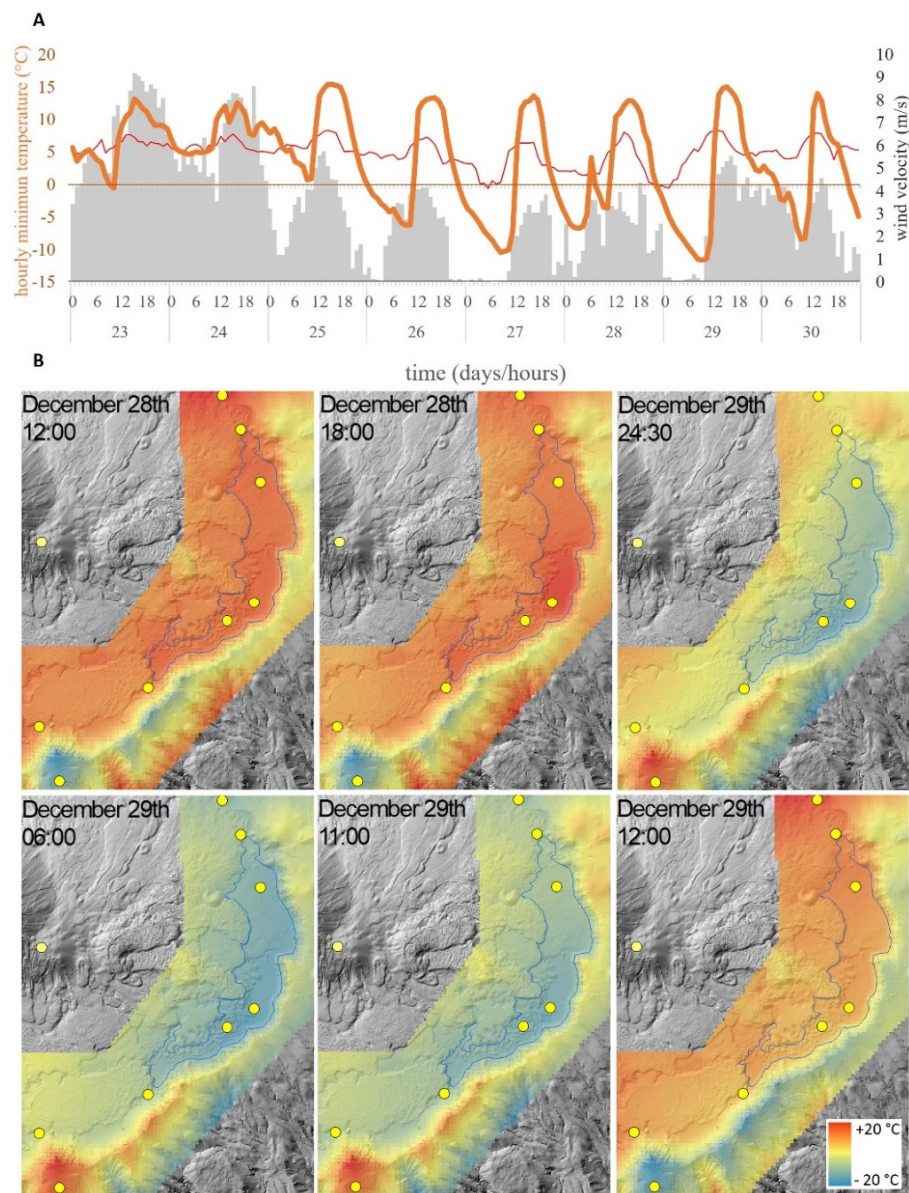 A
hourly minimun temperature (°C)
20
15
10
5
0
-5
-10
-15
10
9
8
7
6
5
4
3
2
1
0
wind velocity (m/s)
0 6 12 18 0 6 12 18 0 6 12 18 0 6 12 18 0 6 12 18 0 6 12 18 0 6 12 18 0 6 12 18
23 24 25 26 27 28 29 30
time (days/hours)
B
December 28th
12:00
December 28th
18:00
December 29th
24:30
December 29th
06:00
December 29th
11:00
December 29th
12:00
+20 °C
- 20 °C